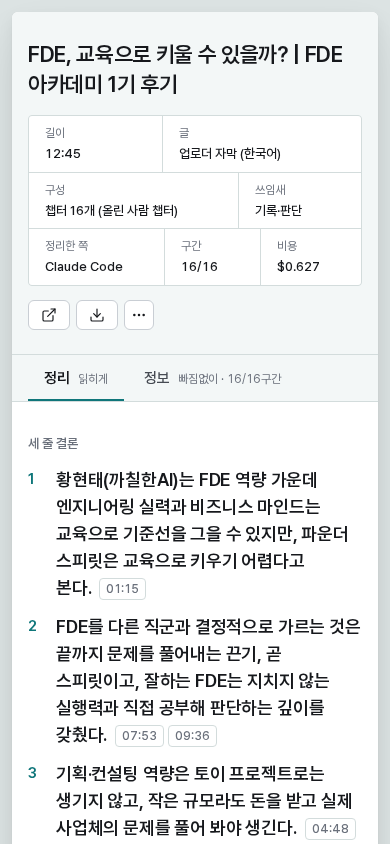 FDE, 교육으로 키울 수 있을까? | FDE
아카데미 1기 후기
길이
글
12:45
업로더 자막 (한국어)
구성
쓰임새
챕터 16개 (올린 사람 챕터)
기록·판단
정리한 쪽
구간
비용
Claude Code
16/16
$0.627
정리 읽히게
정보 빠짐없이 · 16/16구간
세 줄 결론
1 황현태(까칠한AI)는 FDE 역량 가운데
엔지니어링 실력과 비즈니스 마인드는
교육으로 기준선을 그을 수 있지만, 파운더
스피릿은 교육으로 키우기 어렵다고
본다. 01:15
2 FDE를 다른 직군과 결정적으로 가르는 것은
끝까지 문제를 풀어내는 끈기, 곧
스피릿이고, 잘하는 FDE는 지치지 않는
실행력과 직접 공부해 판단하는 깊이를
갖췄다. 07:53 09:36
3 기획·컨설팅 역량은 토이 프로젝트로는
생기지 않고, 작은 규모라도 돈을 받고 실제
사업체의 문제를 풀어 봐야 생긴다. 04:48